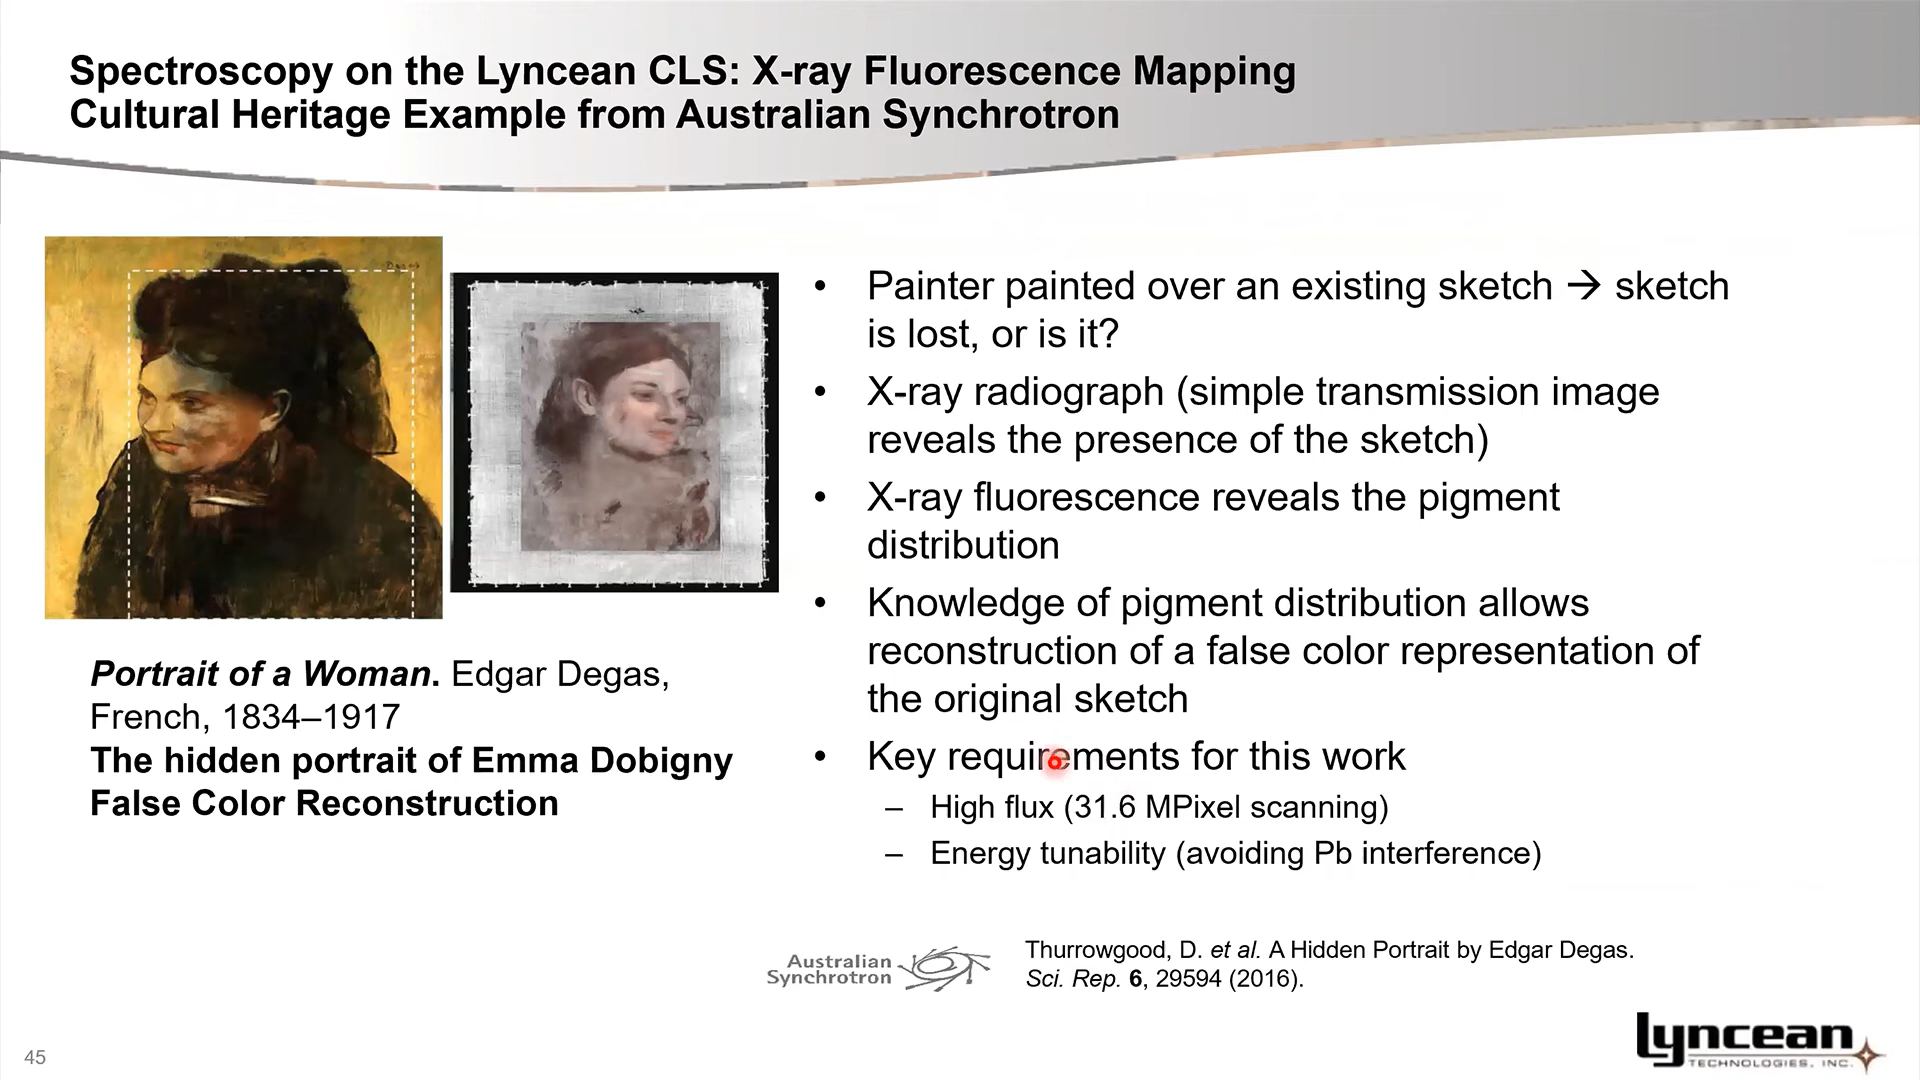 Spectroscopy on the Lyncean CLS: X-ray Fluorescence Mapping
Cultural Heritage Example from Australian Synchrotron
• Painter painted over an existing sketch → sketch
is lost, or is it?
• X-ray radiograph (simple transmission image
reveals the presence of the sketch)
• X-ray fluorescence reveals the pigment
distribution
• Knowledge of pigment distribution allows
reconstruction of a false color representation of
the original sketch
• Key requirements for this work
– High flux (31.6 MPixel scanning)
– Energy tunability (avoiding Pb interference)
Portrait of a Woman. Edgar Degas,
French, 1834–1917
The hidden portrait of Emma Dobigny
False Color Reconstruction
Australian
Synchrotron
Thurrowgood, D. et al. A Hidden Portrait by Edgar Degas.
Sci. Rep. 6, 29594 (2016).
45
Lyncean
TECHNOLOGIES, INC.